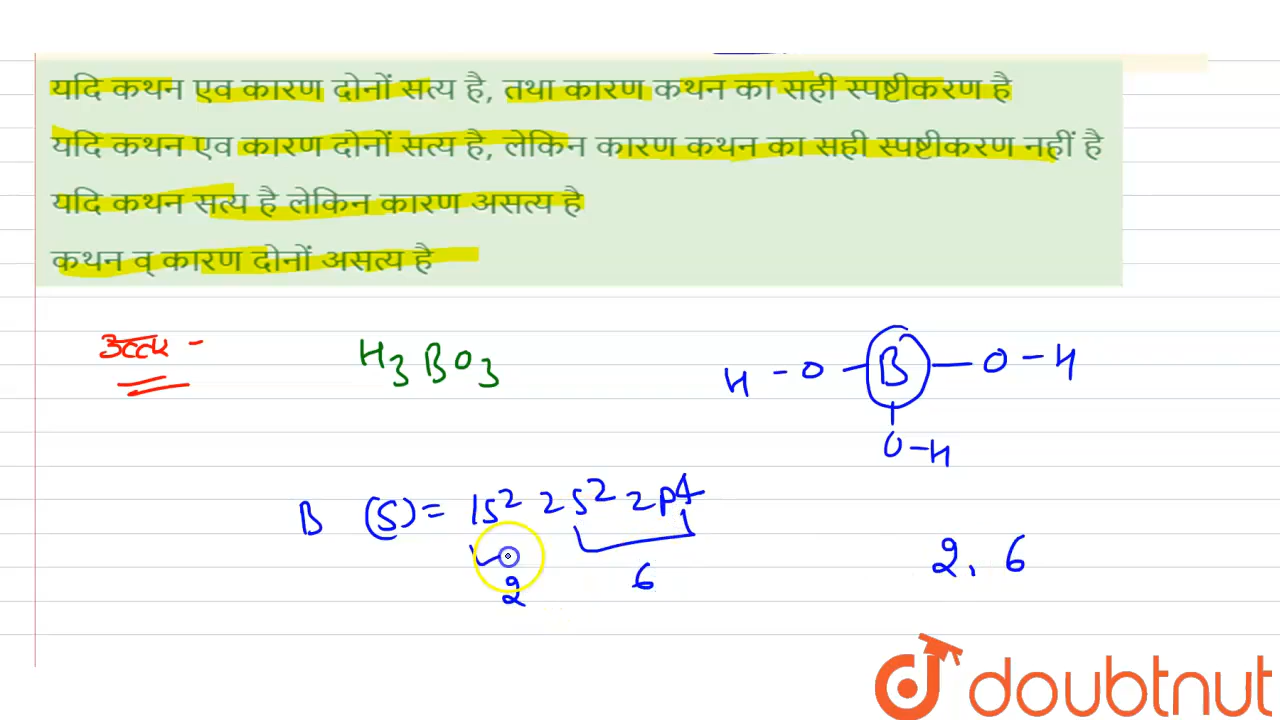 यदि कथन एव कारण दोनों सत्य है, तथा कारण कथन का सही स्पष्टीकरण है
यदि कथन एव कारण दोनों सत्य है, लेकिन कारण कथन का सही स्पष्टीकरण नहीं है
यदि कथन सत्य है लेकिन कारण असत्य है
कथन व् कारण दोनों असत्य है
उत्तर -
H3BO3
H - O - B - O - H
O - H
B (5) = 1s2 2s2 2p4
2 6
2, 6
doubtnut